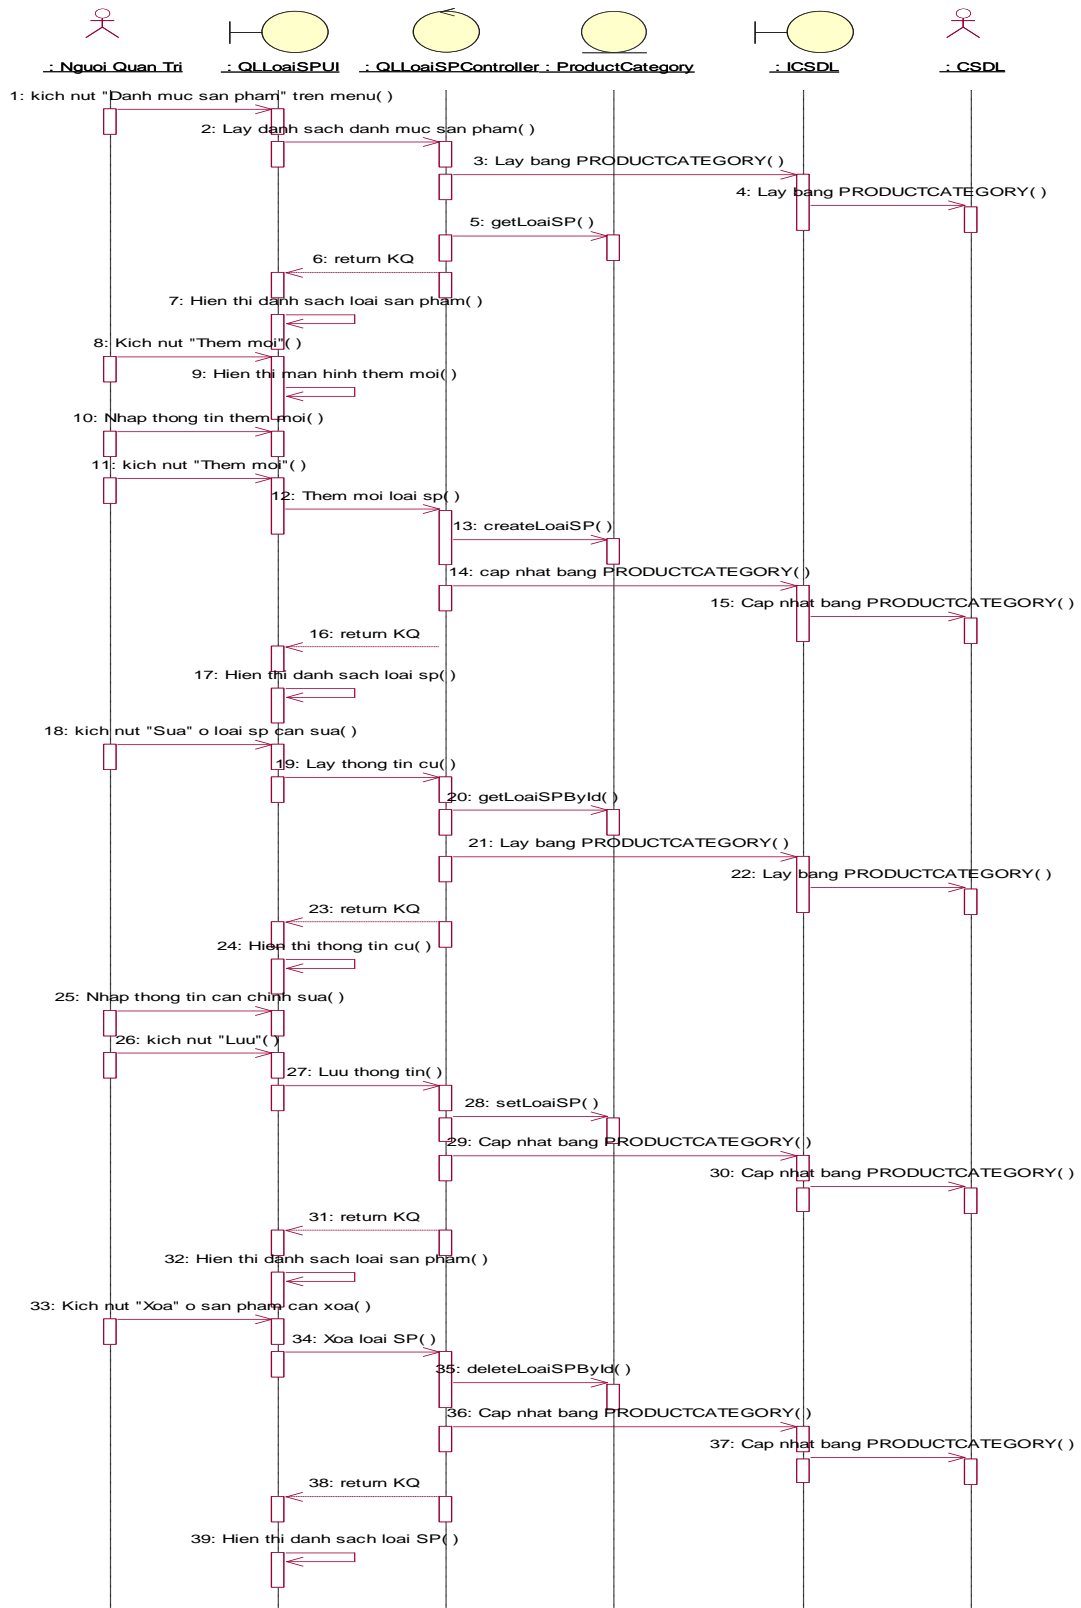 : Nguoi Quan Tri
: QLLoaiSPUI
: QLLoaiSPController
: ProductCategory
: ICSDL
: CSDL
1: kich nut "Danh muc san pham" tren menu( )
2: Lay danh sach danh muc san pham( )
3: Lay bang PRODUCTCATEGORY( )
4: Lay bang PRODUCTCATEGORY( )
5: getLoaiSP( )
6: return KQ
7: Hien thi danh sach loai san pham( )
8: Kich nut "Them moi"( )
9: Hien thi man hinh them moi( )
10: Nhap thong tin them moi( )
11: kich nut "Them moi"( )
12: Them moi loai sp( )
13: createLoaiSP( )
14: cap nhat bang PRODUCTCATEGORY( )
15: Cap nhat bang PRODUCTCATEGORY( )
16: return KQ
17: Hien thi danh sach loai sp( )
18: kich nut "Sua" o loai sp can sua( )
19: Lay thong tin cu( )
20: getLoaiSPById( )
21: Lay bang PRODUCTCATEGORY( )
22: Lay bang PRODUCTCATEGORY( )
23: return KQ
24: Hien thi thong tin cu( )
25: Nhap thong tin can chinh sua( )
26: kich nut "Luu"( )
27: Luu thong tin( )
28: setLoaiSP( )
29: Cap nhat bang PRODUCTCATEGORY( )
30: Cap nhat bang PRODUCTCATEGORY( )
31: return KQ
32: Hien thi danh sach loai san pham( )
33: Kich nut "Xoa" o san pham can xoa( )
34: Xoa loai SP( )
35: deleteLoaiSPById( )
36: Cap nhat bang PRODUCTCATEGORY( )
37: Cap nhat bang PRODUCTCATEGORY( )
38: return KQ
39: Hien thi danh sach loai SP( )